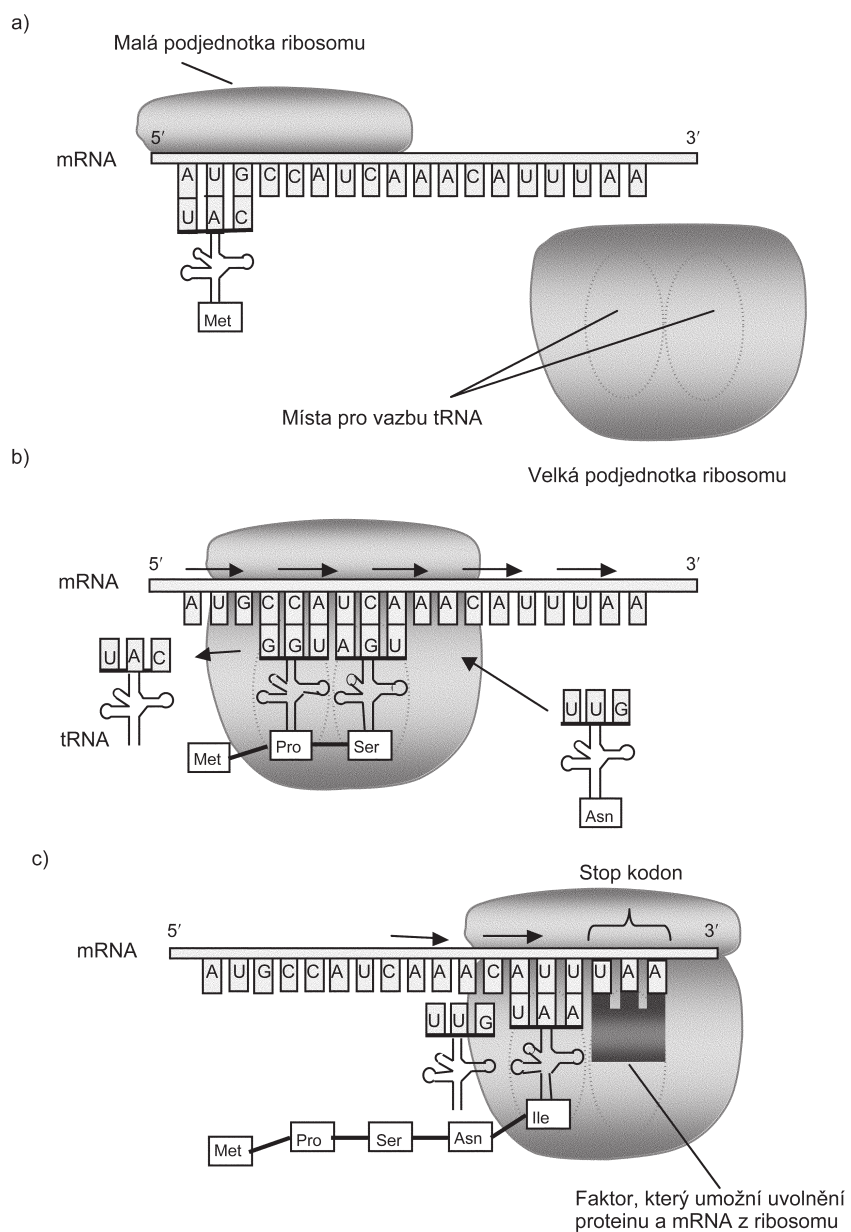 a)
Malá podjednotka ribosomu
5′ 3′
mRNA
A U G C C A U C A A A C A U U U A A
U A C
Met
Místa pro vazbu tRNA
Velká podjednotka ribosomu
b)
5′ 3′
mRNA
A U G C C A U C A A A C A U U U A A
G G U A G U
U A C
U U G
tRNA
Met Pro Ser
Asn
c)
Stop kodon
5′ 3′
mRNA
A U G C C A U C A A A C A U U U A A
U U G U A A
Ile
Met Pro Ser Asn
Faktor, který umožní uvolnění
proteinu a mRNA z ribosomu